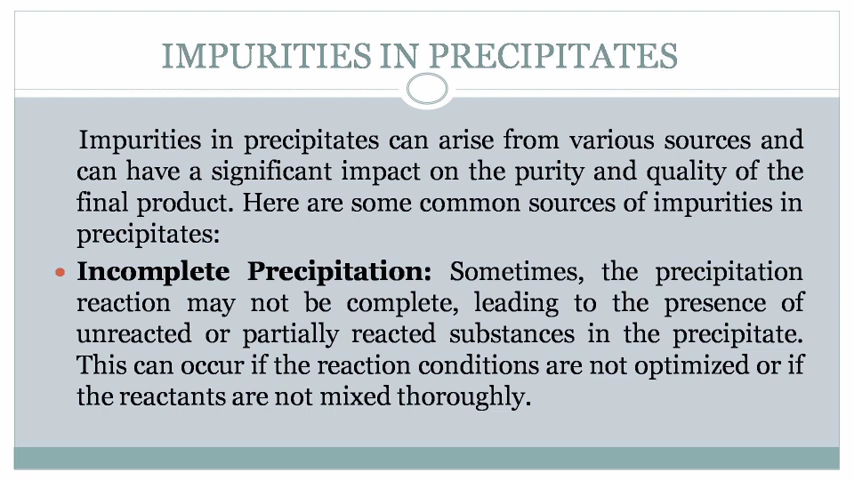 IMPURITIES IN PRECIPITATES
Impurities in precipitates can arise from various sources and
can have a significant impact on the purity and quality of the
final product. Here are some common sources of impurities in
precipitates:
• Incomplete Precipitation: Sometimes, the precipitation
reaction may not be complete, leading to the presence of
unreacted or partially reacted substances in the precipitate.
This can occur if the reaction conditions are not optimized or if
the reactants are not mixed thoroughly.